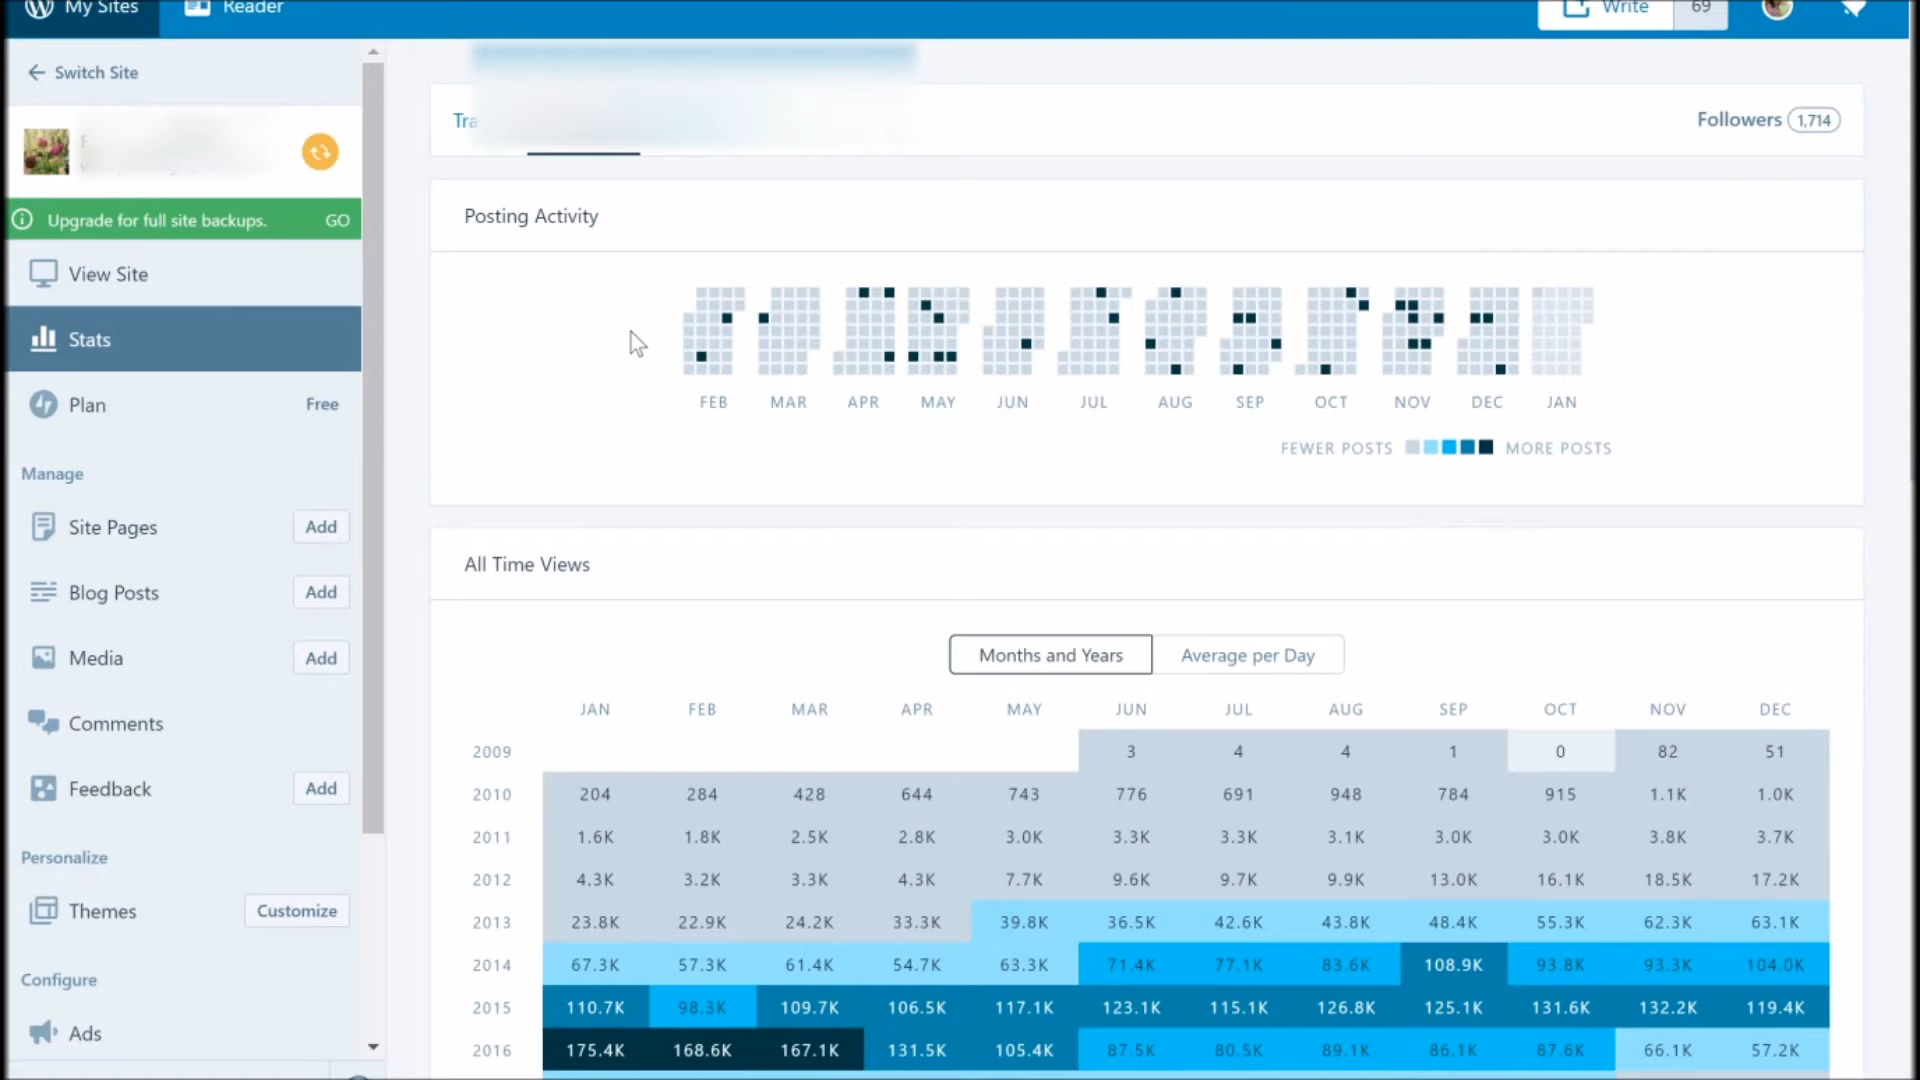 My Sites
Reader
Write
69
Switch Site
Tra
Followers 1,714
Upgrade for full site backups. GO
View Site
Stats
Plan Free
Manage
Site Pages Add
Blog Posts Add
Media Add
Comments
Feedback Add
Personalize
Themes Customize
Configure
Ads
Posting Activity
FEB MAR APR MAY JUN JUL AUG SEP OCT NOV DEC JAN
FEWER POSTS MORE POSTS
All Time Views
Months and Years Average per Day
JAN FEB MAR APR MAY JUN JUL AUG SEP OCT NOV DEC
2009 3 4 4 1 0 82 51
2010 204 284 428 644 743 776 691 948 784 915 1.1K 1.0K
2011 1.6K 1.8K 2.5K 2.8K 3.0K 3.3K 3.3K 3.1K 3.0K 3.0K 3.8K 3.7K
2012 4.3K 3.2K 3.3K 4.3K 7.7K 9.6K 9.7K 9.9K 13.0K 16.1K 18.5K 17.2K
2013 23.8K 22.9K 24.2K 33.3K 39.8K 36.5K 42.6K 43.8K 48.4K 55.3K 62.3K 63.1K
2014 67.3K 57.3K 61.4K 54.7K 63.3K 71.4K 77.1K 83.6K 108.9K 93.8K 93.3K 104.0K
2015 110.7K 98.3K 109.7K 106.5K 117.1K 123.1K 115.1K 126.8K 125.1K 131.6K 132.2K 119.4K
2016 175.4K 168.6K 167.1K 131.5K 105.4K 87.5K 80.5K 89.1K 86.1K 87.6K 66.1K 57.2K